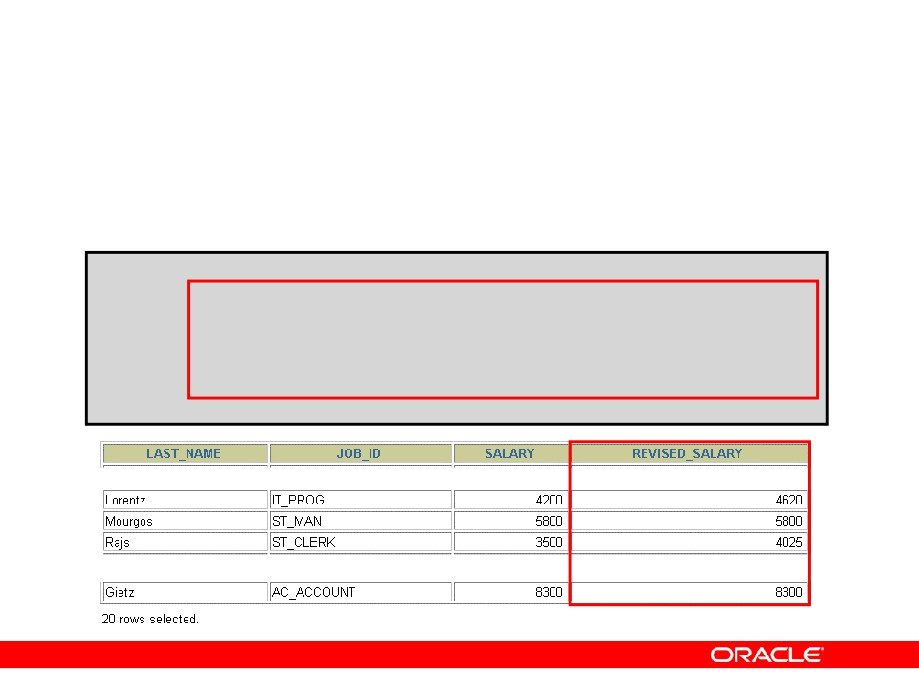 LAST_NAME JOB_ID SALARY REVISED_SALARY
Lorentz IT_PROG 4200 4620
Mourgos ST_MAN 5800 5800
Rajs ST_CLERK 3500 4025
Gietz AC_ACCOUNT 8300 8300
20 rows selected.
ORACLE